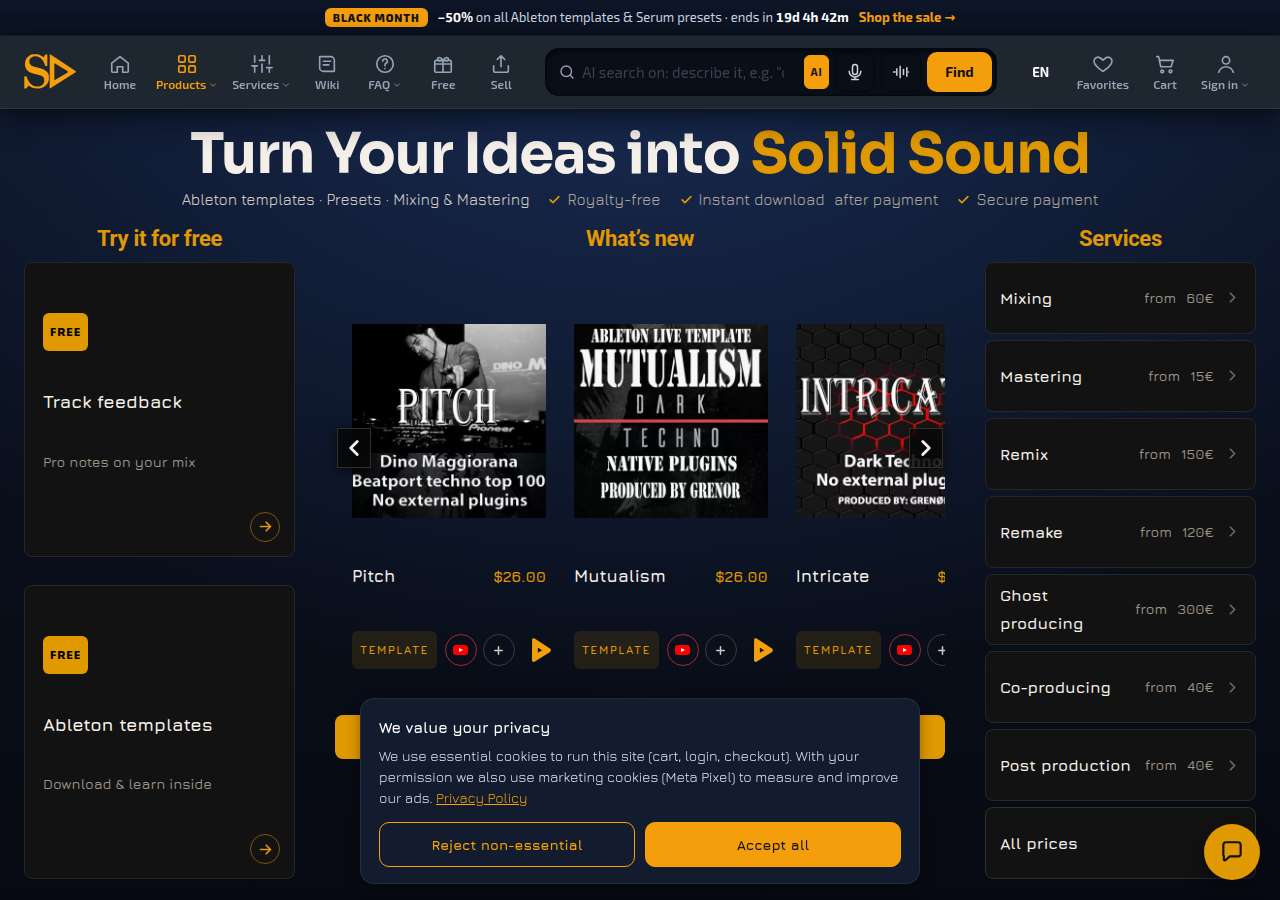 BLACK MONTH −50% on all Ableton templates & Serum presets · ends in 19d 4h 42m Shop the sale →
Home
Products
Services
Wiki
FAQ
Free
Sell
AI search on: describe it, e.g. "d
AI
Find
EN
Favorites
Cart
Sign in
Turn Your Ideas into Solid Sound
Ableton templates · Presets · Mixing & Mastering ✓ Royalty-free ✓ Instant download after payment ✓ Secure payment
Try it for free
FREE
Track feedback
Pro notes on your mix
FREE
Ableton templates
Download & learn inside
What's new
PITCH
Pioneer
Dino Maggiorana
Beatport techno top 100
No external plugins
Pitch $26.00
TEMPLATE
ABLETON LIVE TEMPLATE
MUTUALISM
DARK
TECHNO
NATIVE PLUGINS
PRODUCED BY GRENOR
Mutualism $26.00
TEMPLATE
INTRICAT
Dark Techno
No external plug
PRODUCED BY: GRENO
Intricate $
TEMPLATE
Services
Mixing from 60€
Mastering from 15€
Remix from 150€
Remake from 120€
Ghost
producing from 300€
Co-producing from 40€
Post production from 40€
All prices
We value your privacy
We use essential cookies to run this site (cart, login, checkout). With your
permission we also use marketing cookies (Meta Pixel) to measure and improve
our ads. Privacy Policy
Reject non-essential
Accept all